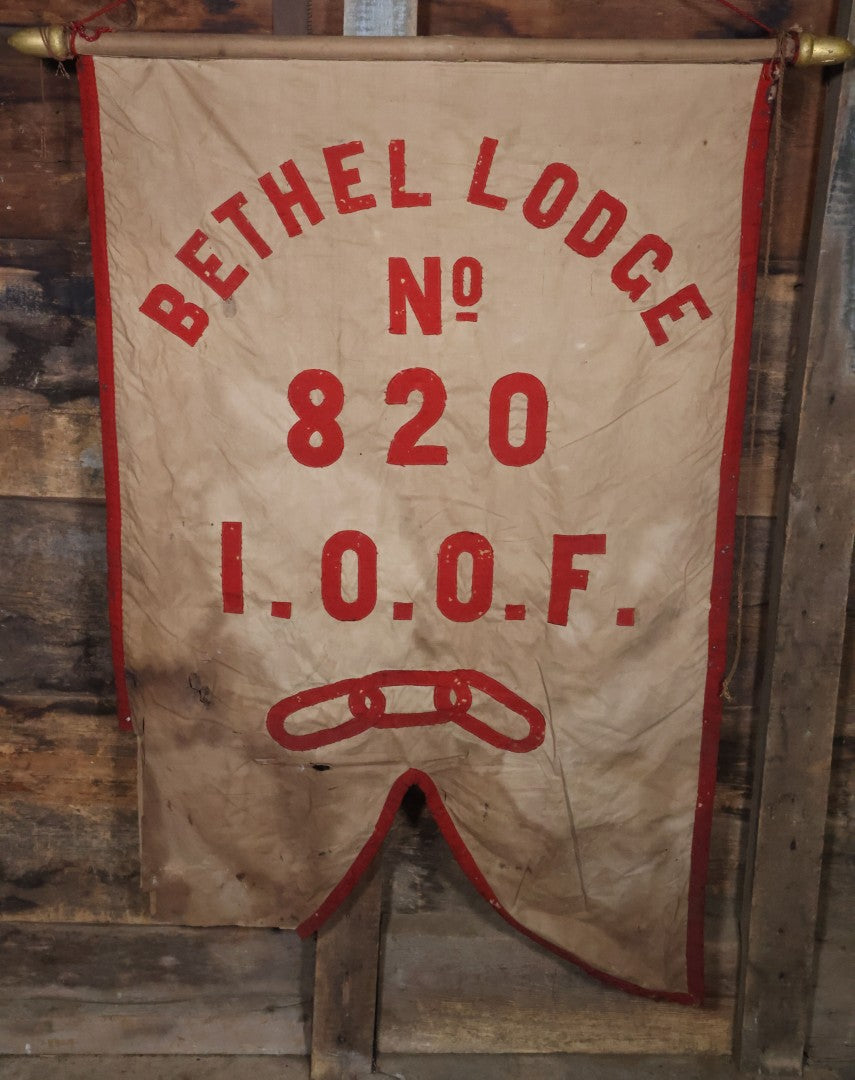 BETHEL LODGE
Nº
820
I.O.O.F.